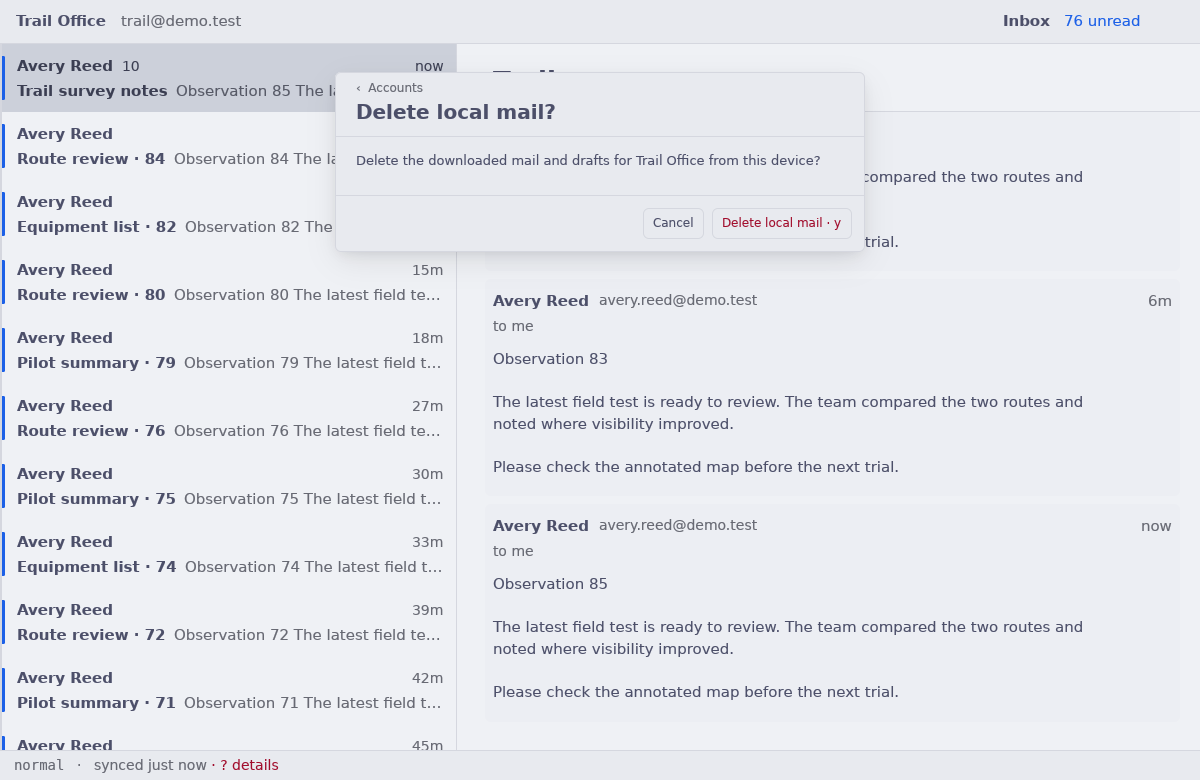 Trail Office trail@demo.test
Inbox 76 unread
Avery Reed 10 now
Trail survey notes Observation 85 The la
Avery Reed
Route review · 84 Observation 84 The la
Avery Reed
Equipment list · 82 Observation 82 The
Avery Reed 15m
Route review · 80 Observation 80 The latest field te…
Avery Reed 18m
Pilot summary · 79 Observation 79 The latest field t…
Avery Reed 27m
Route review · 76 Observation 76 The latest field te…
Avery Reed 30m
Pilot summary · 75 Observation 75 The latest field t…
Avery Reed 33m
Equipment list · 74 Observation 74 The latest field t…
Avery Reed 39m
Route review · 72 Observation 72 The latest field te…
Avery Reed 42m
Pilot summary · 71 Observation 71 The latest field t…
Avery Reed 45m
‹ Accounts
Delete local mail?
Delete the downloaded mail and drafts for Trail Office from this device?
Cancel
Delete local mail · y
compared the two routes and
trial.
Avery Reed avery.reed@demo.test 6m
to me
Observation 83
The latest field test is ready to review. The team compared the two routes and
noted where visibility improved.
Please check the annotated map before the next trial.
Avery Reed avery.reed@demo.test now
to me
Observation 85
The latest field test is ready to review. The team compared the two routes and
noted where visibility improved.
Please check the annotated map before the next trial.
normal · synced just now · ? details